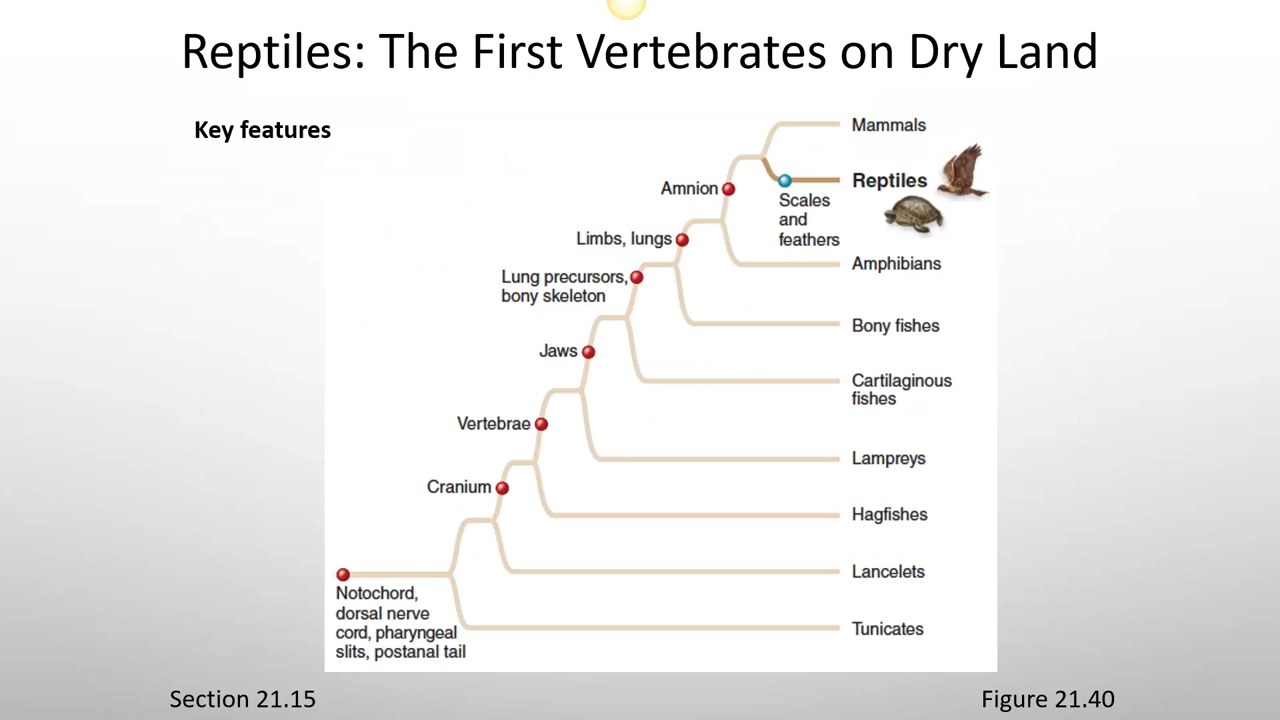 Reptiles: The First Vertebrates on Dry Land
Key features
Mammals
Reptiles
Amnion
Scales
and
feathers
Limbs, lungs
Amphibians
Lung precursors,
bony skeleton
Bony fishes
Jaws
Cartilaginous
fishes
Vertebrae
Lampreys
Cranium
Hagfishes
Lancelets
Notochord,
dorsal nerve
cord, pharyngeal
slits, postanal tail
Tunicates
Section 21.15
Figure 21.40